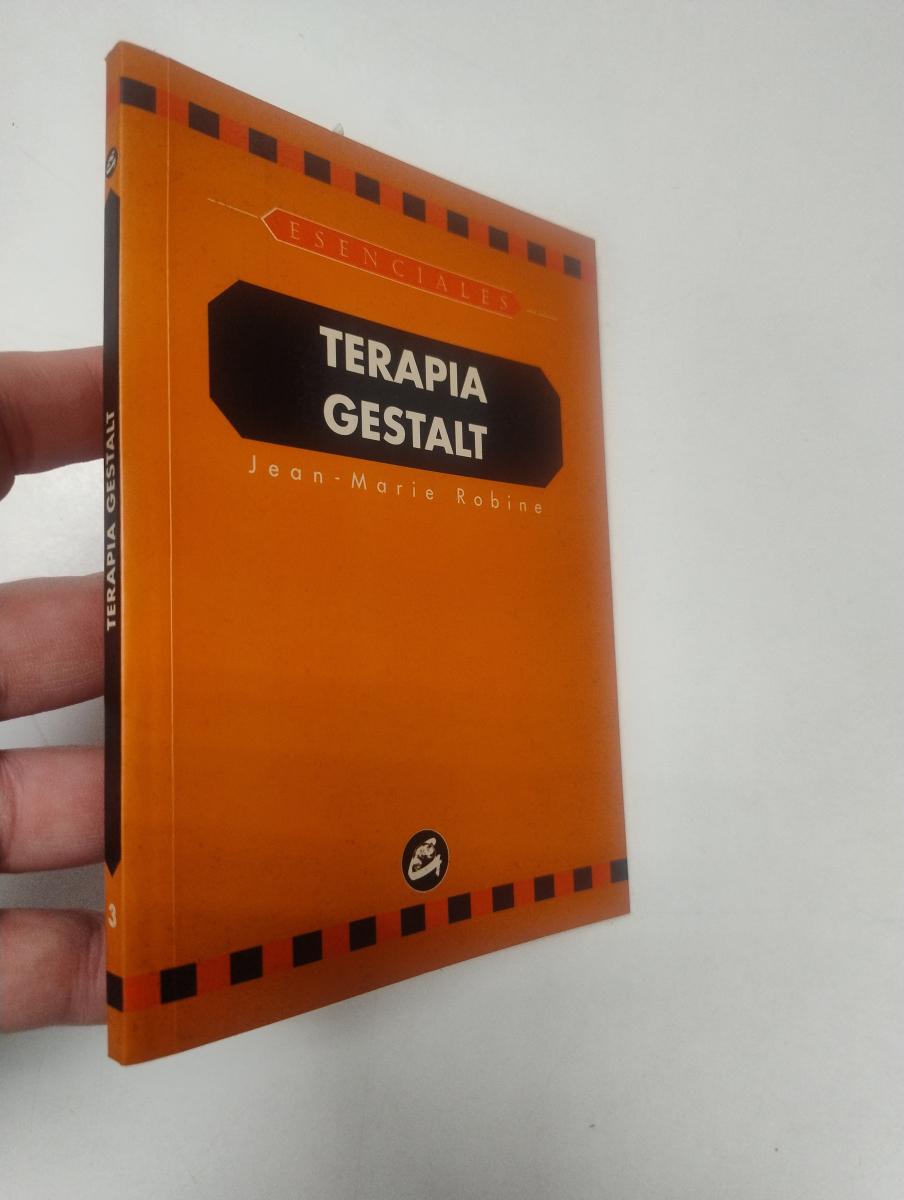 ESENCIALES
TERAPIA
GESTALT
Jean-Marie Robine
TERAPIA GESTALT
3